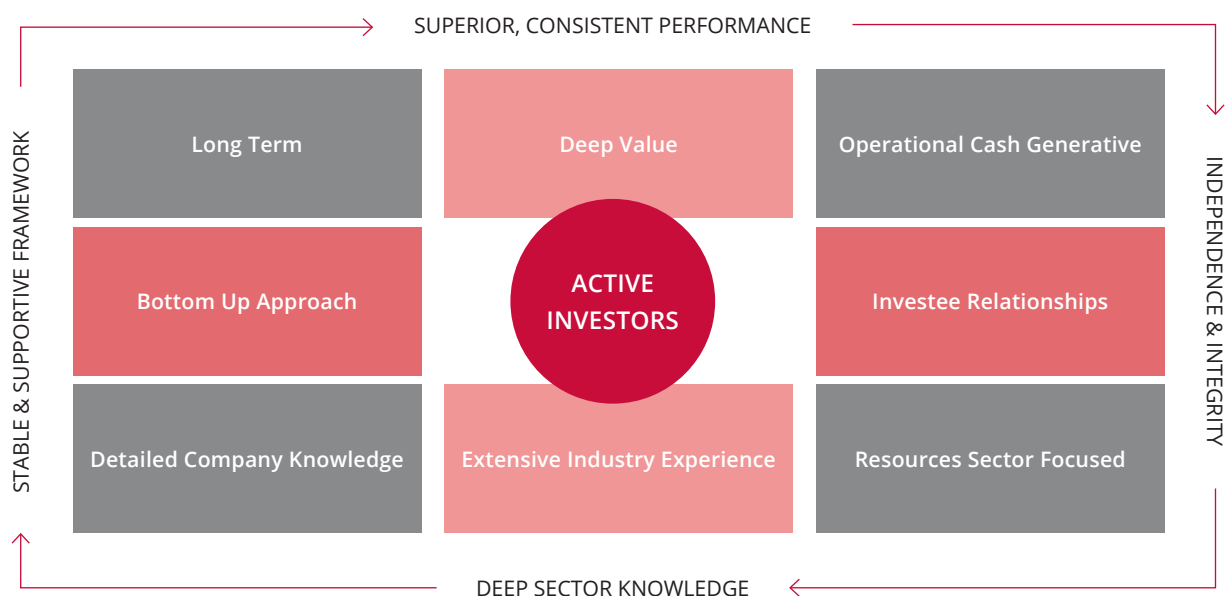 SUPERIOR, CONSISTENT PERFORMANCE
STABLE & SUPPORTIVE FRAMEWORK
Long Term
Deep Value
Operational Cash Generative
Bottom Up Approach
ACTIVE
INVESTORS
Investee Relationships
Detailed Company Knowledge
Extensive Industry Experience
Resources Sector Focused
INDEPENDENCE & INTEGRITY
DEEP SECTOR KNOWLEDGE